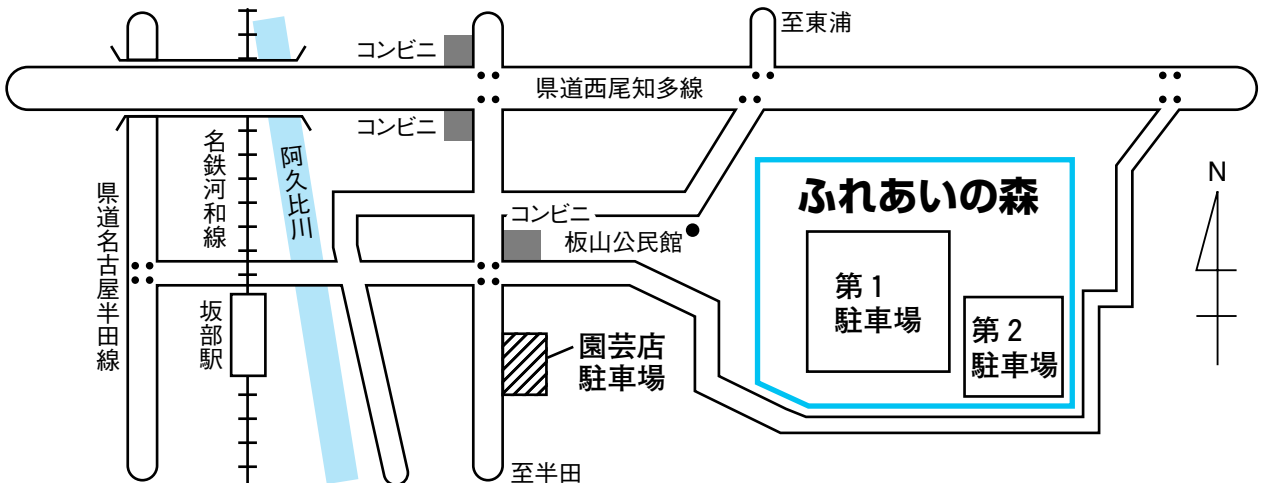 至東浦
コンビニ
県道西尾知多線
コンビニ
名鉄河和線
阿久比川
県道名古屋半田線
ふれあいの森
N
コンビニ
板山公民館
第1
駐車場
第2
駐車場
坂部駅
園芸店
駐車場
至半田